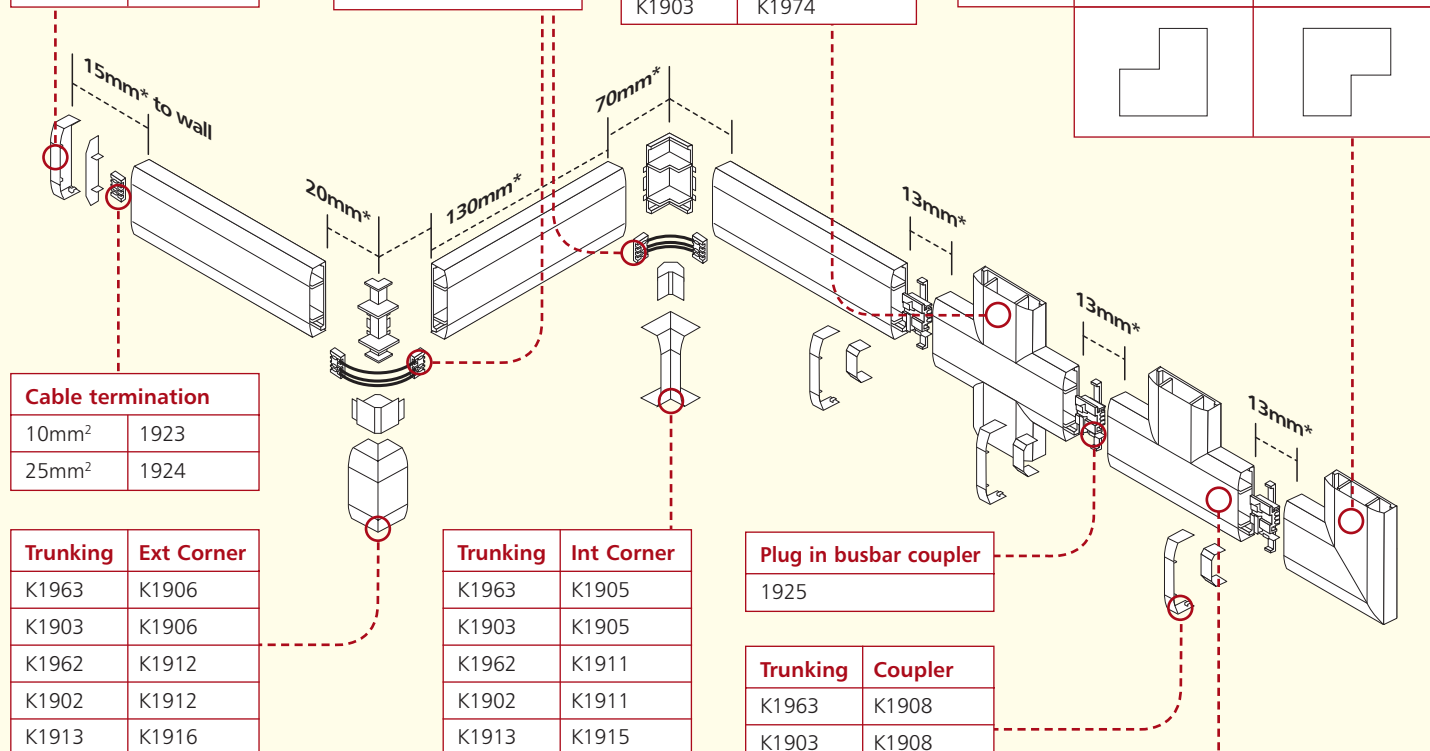 K1903 K1974
15mm* to wall
70mm*
20mm*
130mm*
13mm*
13mm*
13mm*
Cable termination
10mm² 1923
25mm² 1924
Trunking Ext Corner
K1963 K1906
K1903 K1906
K1962 K1912
K1902 K1912
K1913 K1916
Trunking Int Corner
K1963 K1905
K1903 K1905
K1962 K1911
K1902 K1911
K1913 K1915
Plug in busbar coupler
1925
Trunking Coupler
K1963 K1908
K1903 K1908